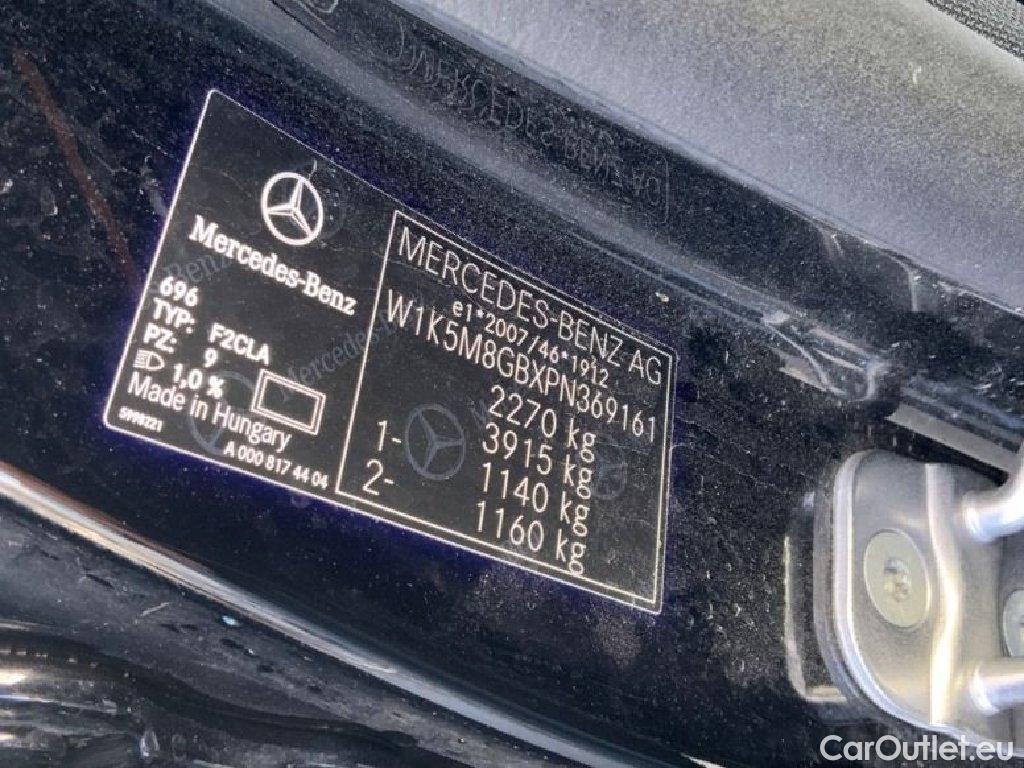 Mercedes-Benz
696
TYP: F2CLA
PZ: 9
1,0 %
Made in Hungary
A 000 817 44 04
MERCEDES-BENZ AG
e1*2007/46*1912
W1K5M8GBXPN369161
2270 kg
3915 kg
1- 1140 kg
2- 1160 kg
CarOutlet.eu